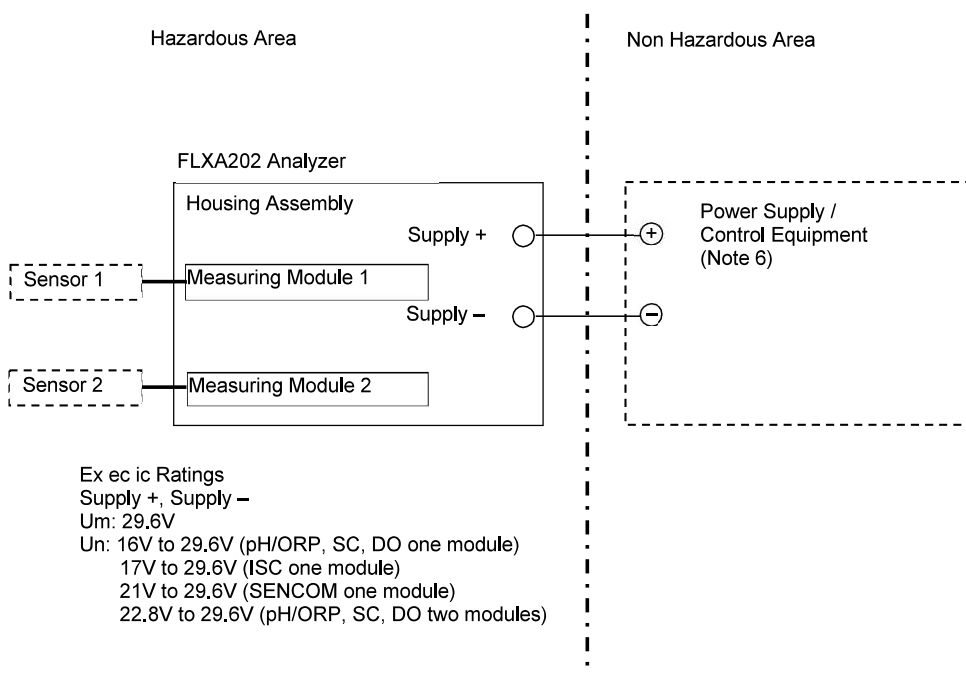 Hazardous Area
Non Hazardous Area
FLXA202 Analyzer
Housing Assembly
Supply +
+
Power Supply /
Control Equipment
(Note 6)
Sensor 1
Measuring Module 1
Supply –
–
Sensor 2
Measuring Module 2
Ex ec ic Ratings
Supply +, Supply –
Um: 29.6V
Un: 16V to 29.6V (pH/ORP, SC, DO one module)
17V to 29.6V (ISC one module)
21V to 29.6V (SENCOM one module)
22.8V to 29.6V (pH/ORP, SC, DO two modules)